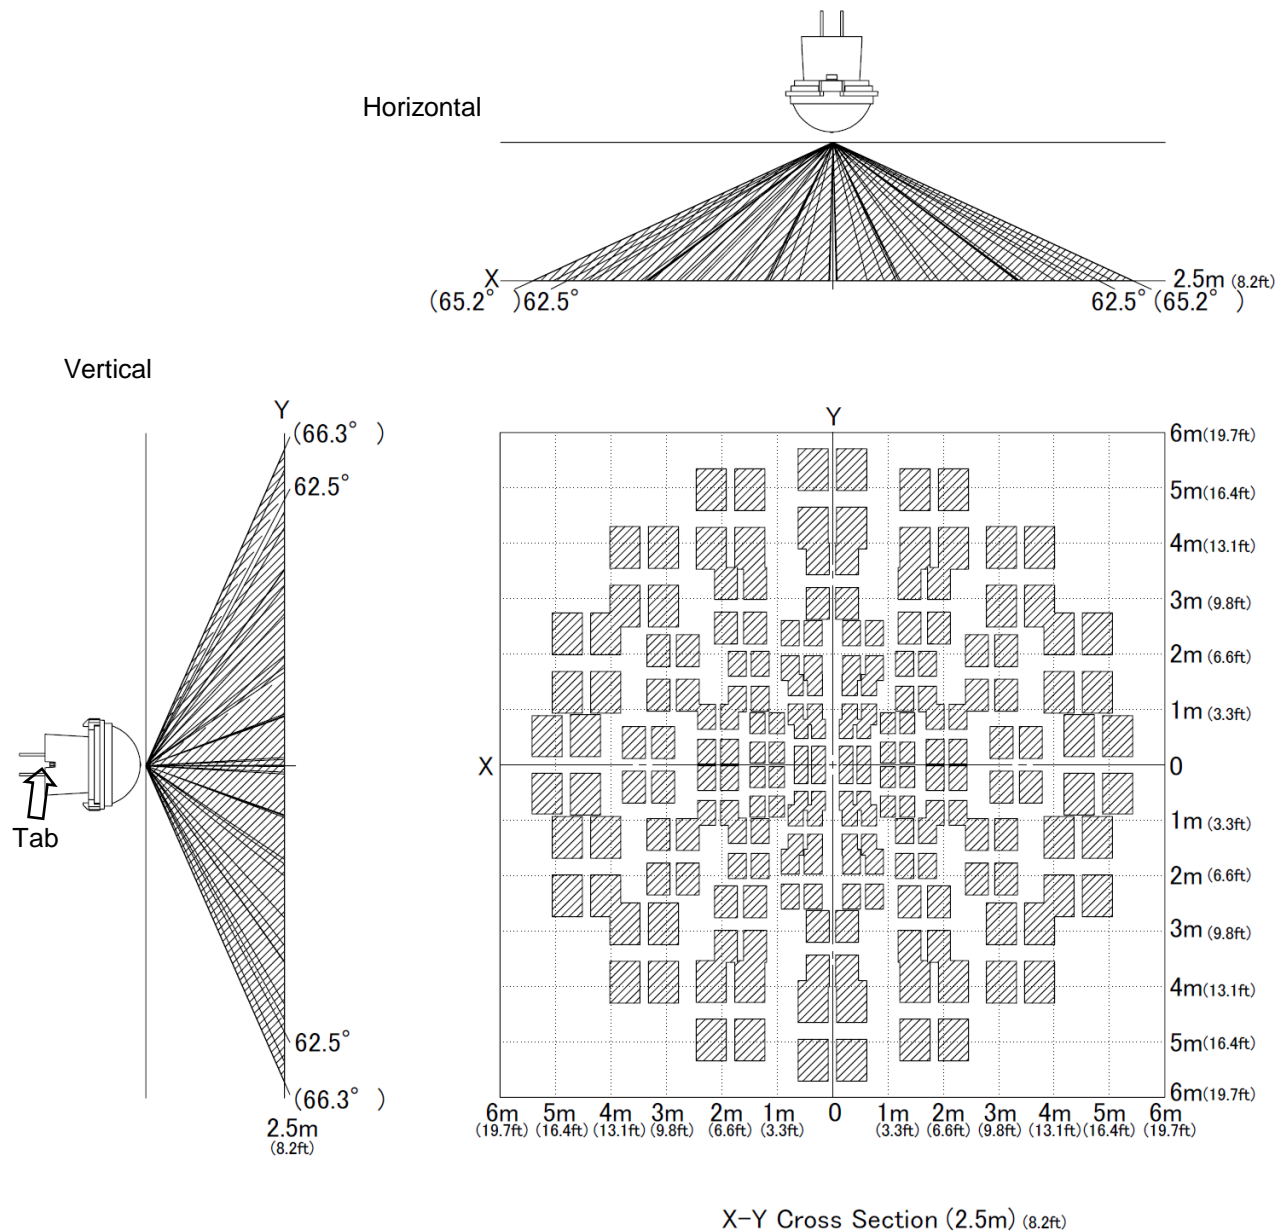 Horizontal
X
2.5m (8.2ft)
(65.2° )62.5°
62.5°(65.2° )
Vertical
Y
(66.3° )
62.5°
Tab
62.5°
(66.3° )
2.5m
(8.2ft)
Y
6m(19.7ft)
5m(16.4ft)
4m(13.1ft)
3m (9.8ft)
2m (6.6ft)
1m (3.3ft)
X
0
1m (3.3ft)
2m (6.6ft)
3m (9.8ft)
4m(13.1ft)
5m(16.4ft)
6m(19.7ft)
6m 5m 4m 3m 2m 1m 0 1m 2m 3m 4m 5m 6m
(19.7ft) (16.4ft) (13.1ft) (9.8ft) (6.6ft) (3.3ft) (3.3ft) (6.6ft) (9.8ft) (13.1ft) (16.4ft) (19.7ft)
X-Y Cross Section (2.5m) (8.2ft)